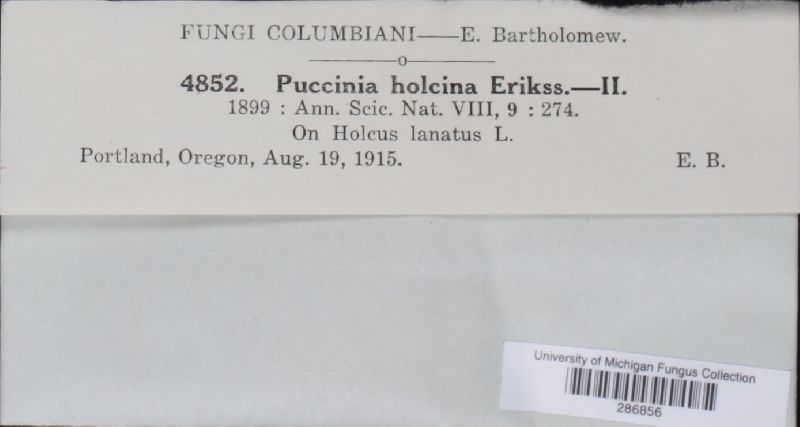 FUNGI COLUMBIANI——E. Bartholomew.
o
4852. Puccinia holcina Erikss.—II.
1899 : Ann. Scic. Nat. VIII, 9 : 274.
On Holcus lanatus L.
Portland, Oregon, Aug. 19, 1915. E. B.
University of Michigan Fungus Collection
286856